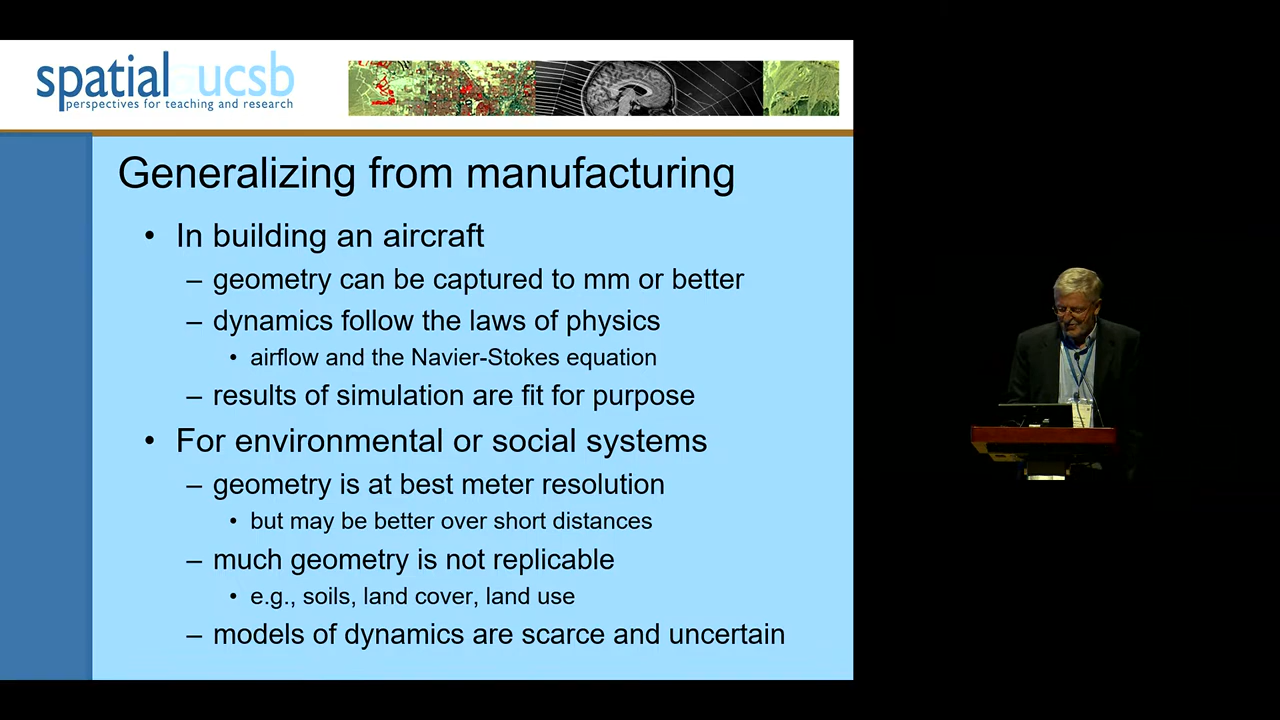 spatial@ucsb
perspectives for teaching and research
Generalizing from manufacturing
• In building an aircraft
– geometry can be captured to mm or better
– dynamics follow the laws of physics
• airflow and the Navier-Stokes equation
– results of simulation are fit for purpose
• For environmental or social systems
– geometry is at best meter resolution
• but may be better over short distances
– much geometry is not replicable
• e.g., soils, land cover, land use
– models of dynamics are scarce and uncertain